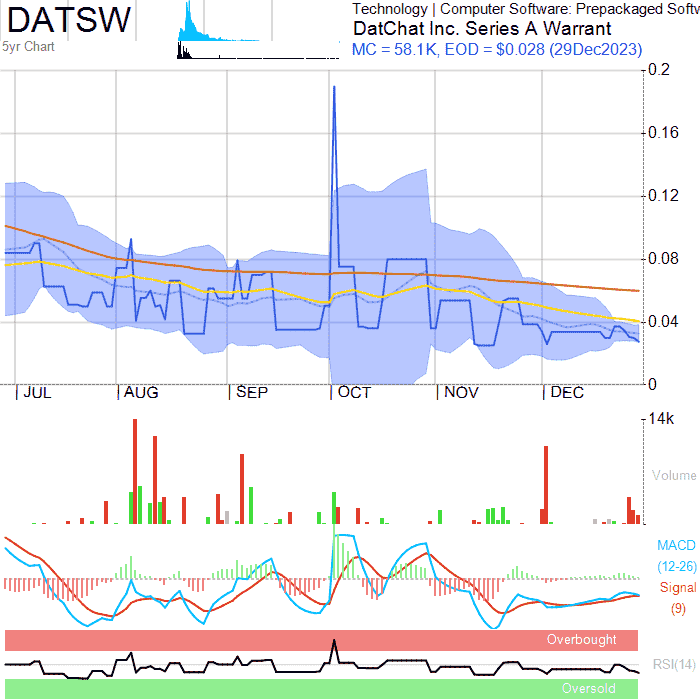 DATSW
5yr Chart
Technology | Computer Software: Prepackaged Softw
DatChat Inc. Series A Warrant
MC = 58.1K, EOD = $0.028 (29Dec2023)
0.2
0.16
0.12
0.08
0.04
0
JUL AUG SEP OCT NOV DEC
14k
Volume
MACD
(12-26)
Signal
(9)
Overbought
RSI(14)
Oversold